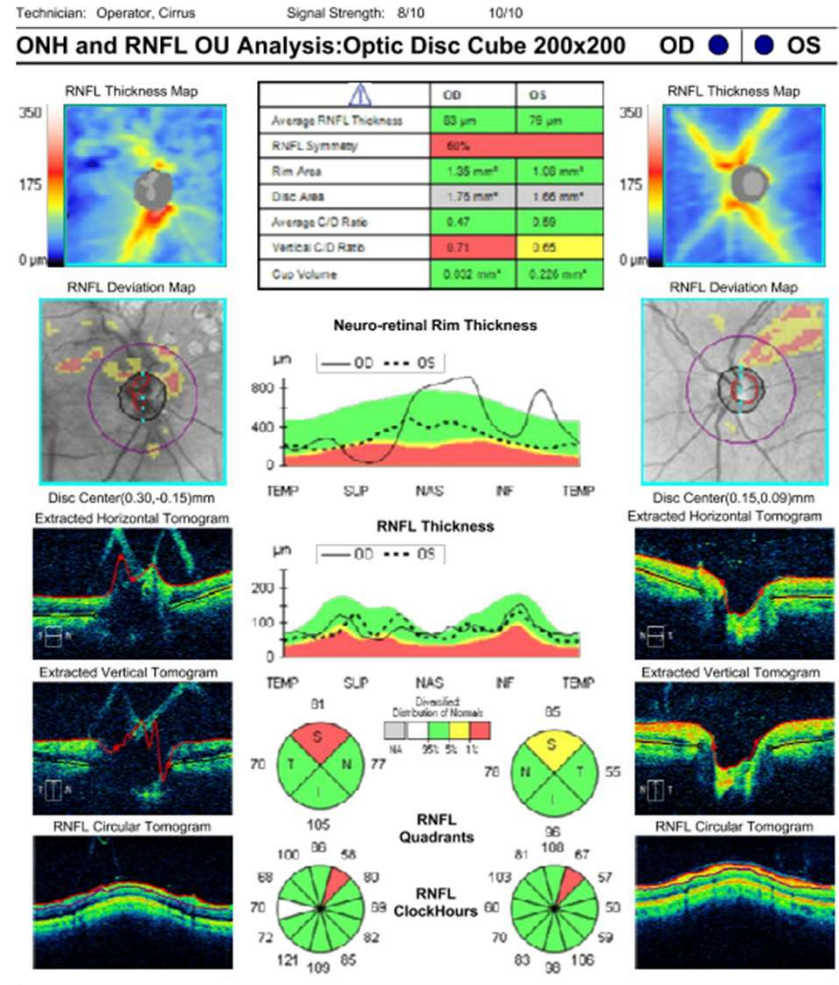 Technician: Operator, Cirrus Signal Strength: 8/10 10/10
ONH and RNFL OU Analysis:Optic Disc Cube 200x200 OD OS
RNFL Thickness Map
350
175
0 µm
OD OS
Average RNFL Thickness 83 µm 79 µm
RNFL Symmetry 60%
Rim Area 1.35 mm² 1.08 mm²
Disc Area 1.75 mm² 1.66 mm²
Average C/D Ratio 0.47 0.59
Vertical C/D Ratio 0.71 0.65
Cup Volume 0.032 mm³ 0.226 mm³
RNFL Thickness Map
350
175
0 µm
RNFL Deviation Map
Disc Center(0.30,-0.15)mm
Neuro-retinal Rim Thickness
µm OD OS
800
400
0
TEMP SUP NAS INF TEMP
RNFL Deviation Map
Disc Center(0.15,0.09)mm
Extracted Horizontal Tomogram
T N
RNFL Thickness
µm OD OS
200
100
0
TEMP SUP NAS INF TEMP
Extracted Horizontal Tomogram
N T
Extracted Vertical Tomogram
T I
Extracted Vertical Tomogram
N T
Diversified
Distribution of Normals
NA 95% 5% 1%
81
S
70 T N 77
I
105
85
S
78 N T 55
I
96
RNFL
Quadrants
RNFL Circular Tomogram
86
100 58
68 80
70 69
72 82
121 85
109
RNFL
ClockHours
108
81 67
103 57
60 50
70 59
83 106
98
RNFL Circular Tomogram